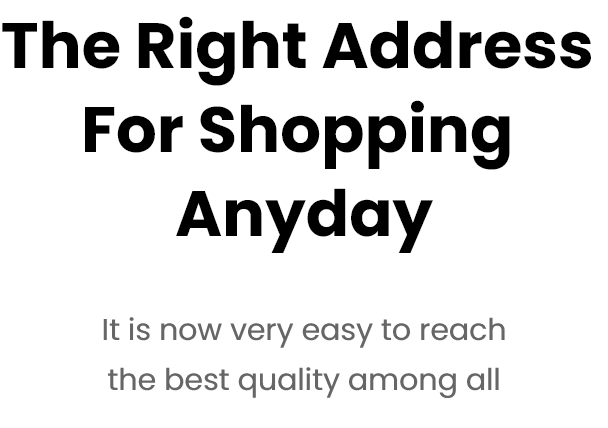 The Right Address
For Shopping
Anyday
It is now very easy to reach
the best quality among all